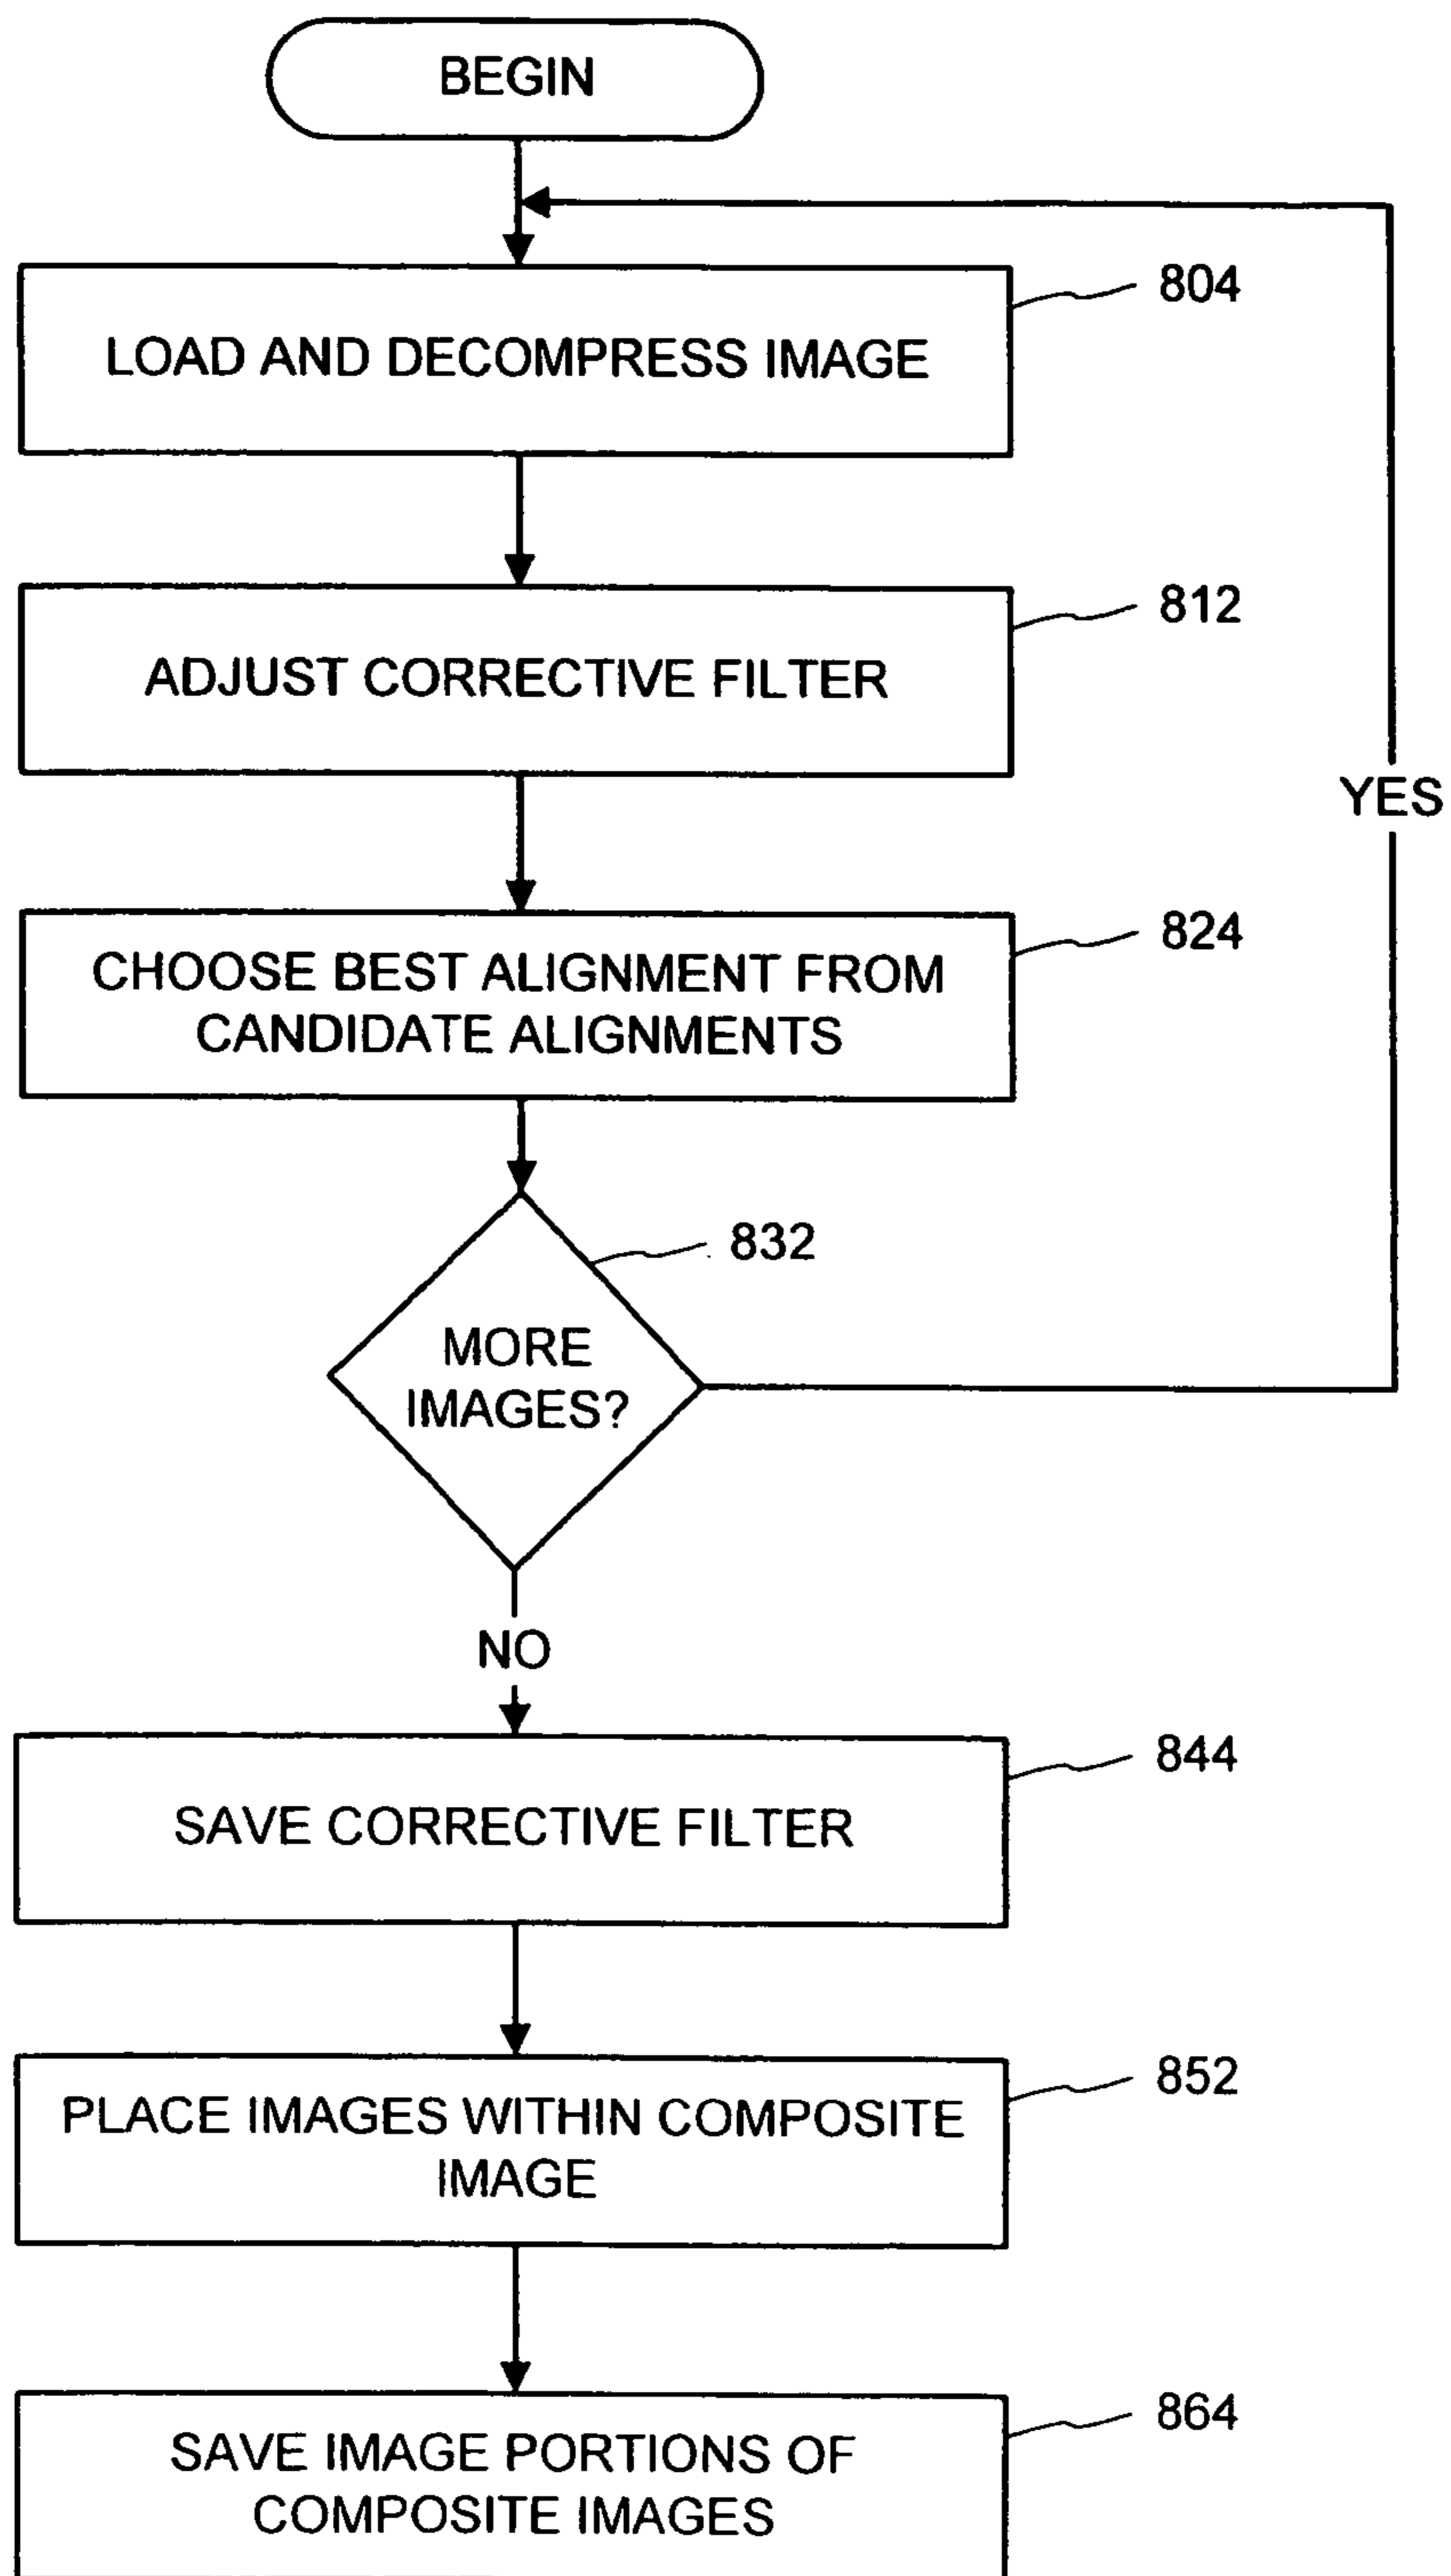 BEGIN
804
LOAD AND DECOMPRESS IMAGE
812
ADJUST CORRECTIVE FILTER
YES
824
CHOOSE BEST ALIGNMENT FROM
CANDIDATE ALIGNMENTS
832
MORE
IMAGES?
NO
844
SAVE CORRECTIVE FILTER
852
PLACE IMAGES WITHIN COMPOSITE
IMAGE
864
SAVE IMAGE PORTIONS OF
COMPOSITE IMAGES